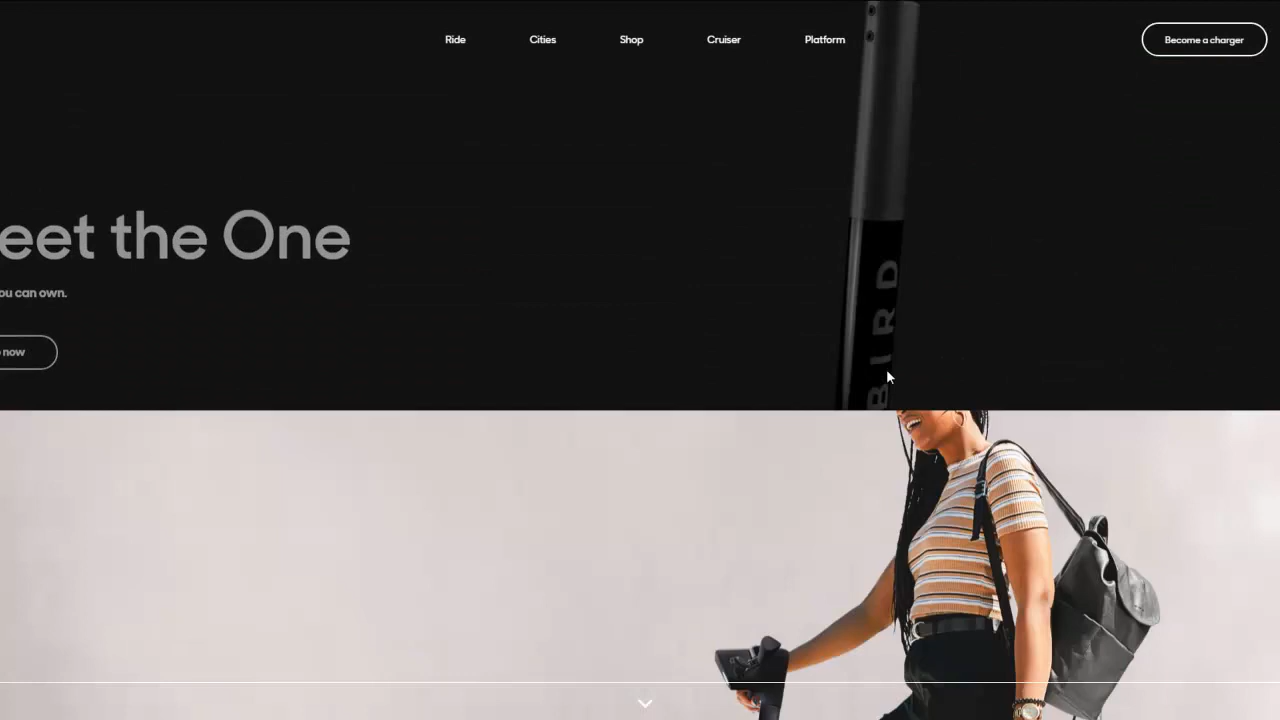 Ride Cities Shop Cruiser Platform Become a charger
eet the One
ou can own.
now
BIRD